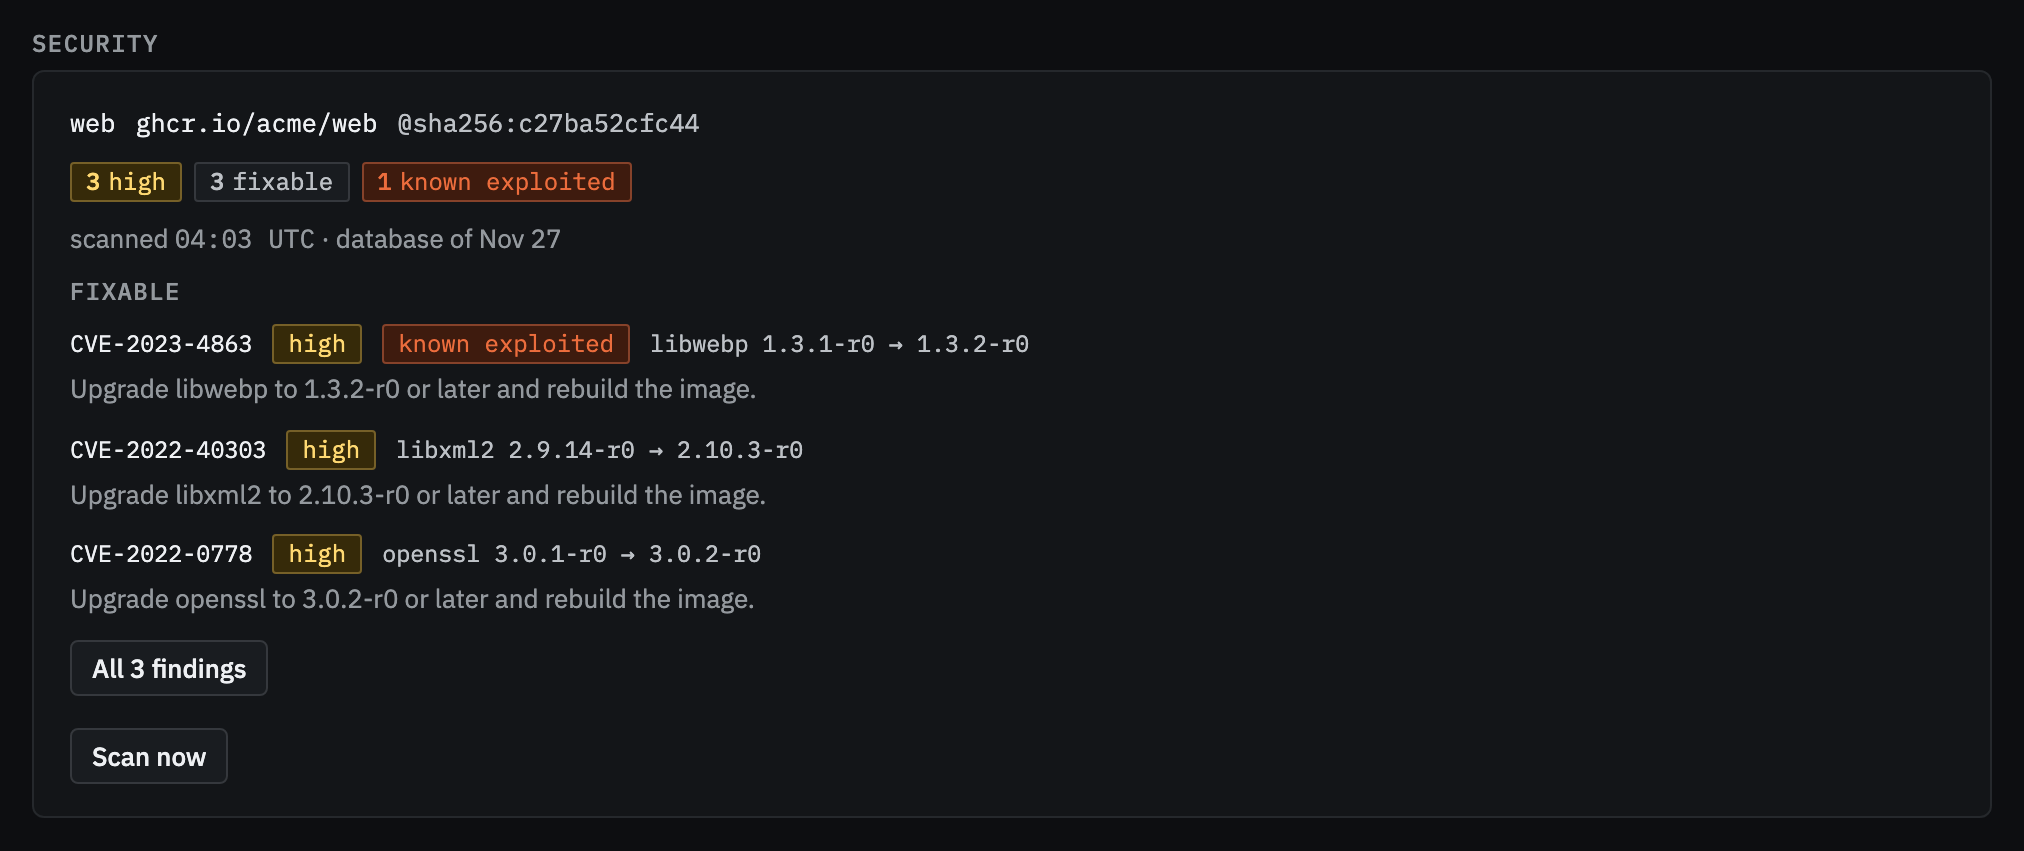 SECURITY
web ghcr.io/acme/web @sha256:c27ba52cfc44
3 high 3 fixable 1 known exploited
scanned 04:03 UTC · database of Nov 27
FIXABLE
CVE-2023-4863 high known exploited libwebp 1.3.1-r0 → 1.3.2-r0
Upgrade libwebp to 1.3.2-r0 or later and rebuild the image.
CVE-2022-40303 high libxml2 2.9.14-r0 → 2.10.3-r0
Upgrade libxml2 to 2.10.3-r0 or later and rebuild the image.
CVE-2022-0778 high openssl 3.0.1-r0 → 3.0.2-r0
Upgrade openssl to 3.0.2-r0 or later and rebuild the image.
All 3 findings
Scan now